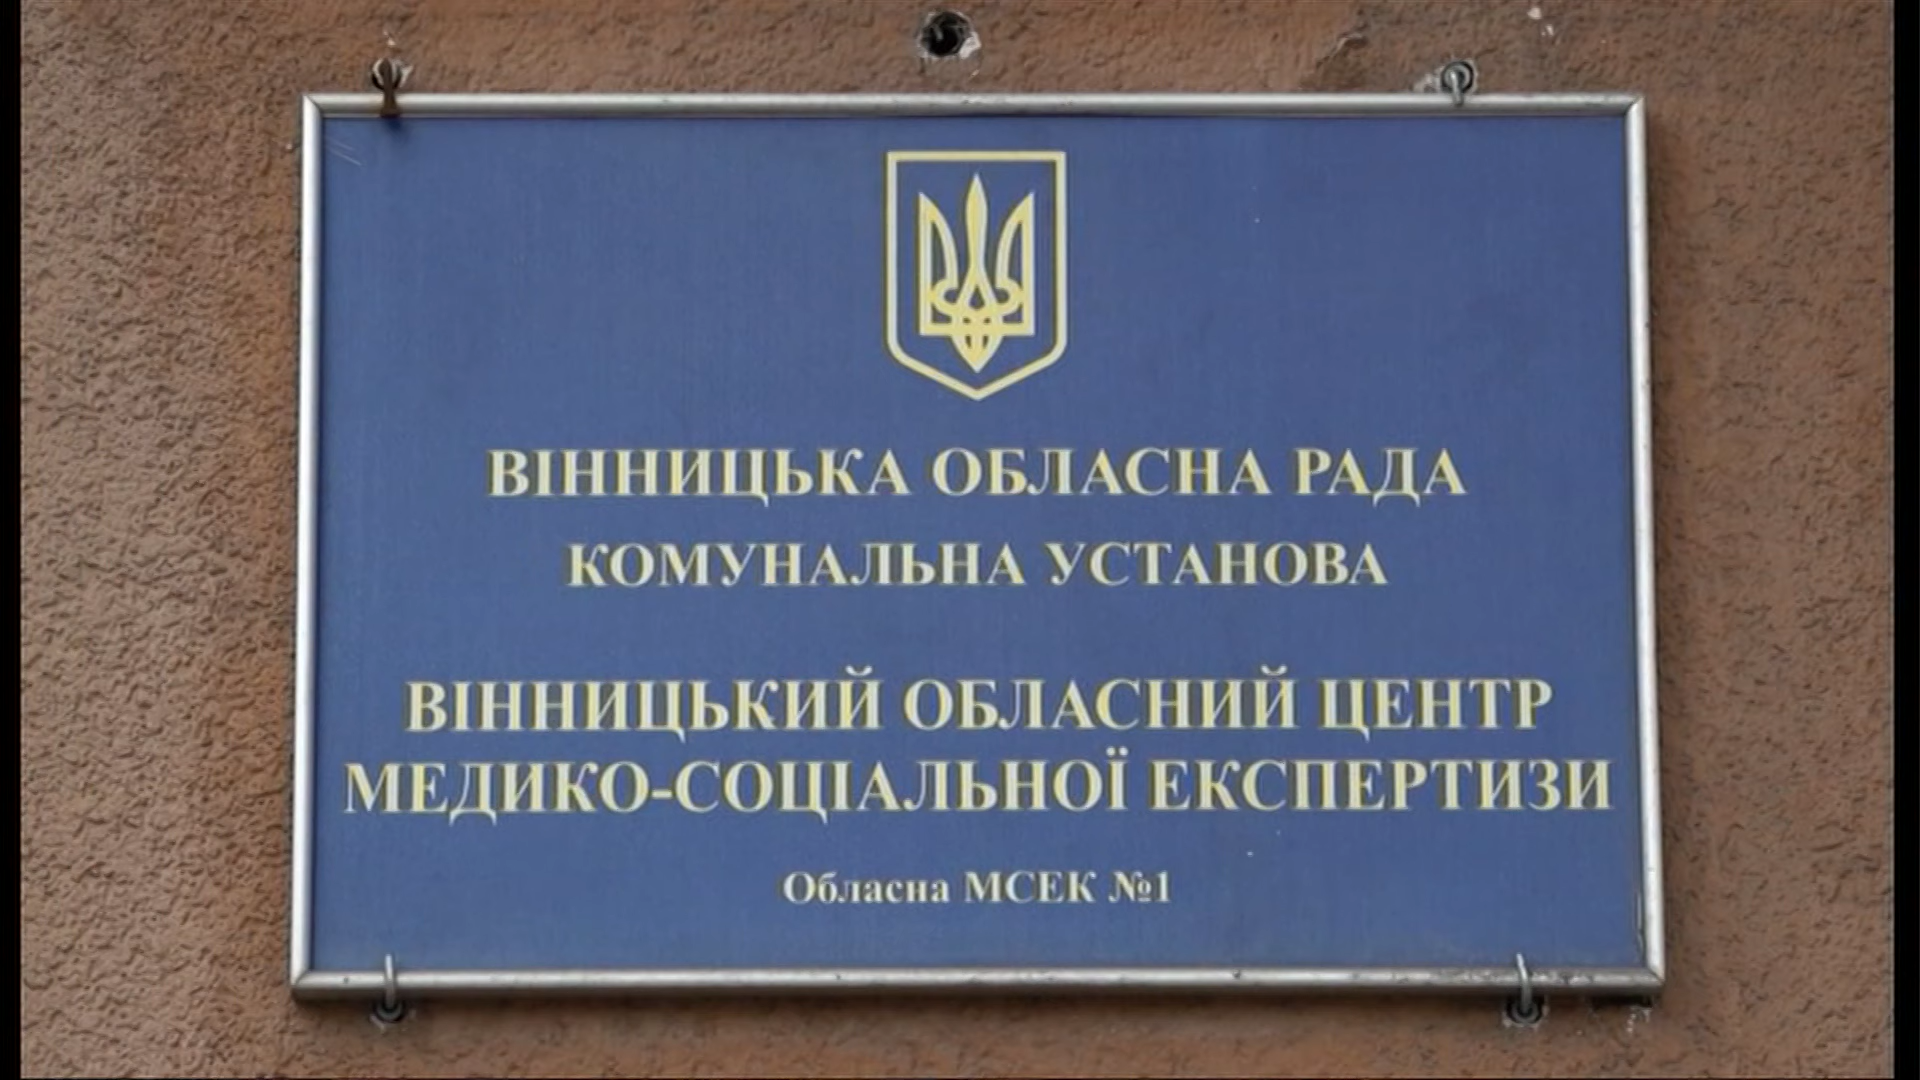 ВІННИЦЬКА ОБЛАСНА РАДА
КОМУНАЛЬНА УСТАНОВА
ВІННИЦЬКИЙ ОБЛАСНИЙ ЦЕНТР
МЕДИКО-СОЦІАЛЬНОЇ ЕКСПЕРТИЗИ
Обласна МСЕК №1